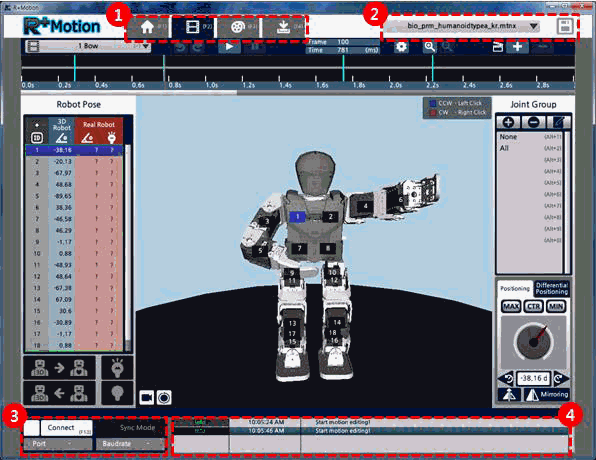 R+Motion
1
2
R+Motion
(F1)
(F2)
(F3)
(F4)
bio_prm_humanoidtypea_kr.mtnx
1 Bow
Frame 100
Time 781 (ms)
0.0s 0.2s 0.4s 0.6s 0.8s 1.0s 1.2s 1.4s 1.6s 1.8s 2.0s 2.2s 2.4s 2.6s 2.8s
Robot Pose
CCW - Left Click
CW - Right Click
Joint Group
3D Robot
Real Robot
ID
1 -38,16 ? ?
2 -20,13 ? ?
3 -67,97 ? ?
4 48,68 ? ?
5 -89,65 ? ?
6 38,36 ? ?
7 -46,58 ? ?
8 46,29 ? ?
9 -1,17 ? ?
10 0,88 ? ?
11 -48,93 ? ?
12 48,64 ? ?
13 -67,38 ? ?
14 67,09 ? ?
15 30,6 ? ?
16 -30,89 ? ?
17 -1,17 ? ?
18 0,88 ? ?
3D
3D
1
2
3
4
5
6
7
8
9
10
11
12
13
14
17
18
15
16
None (Alt+1)
All (Alt+2)
(Alt+3)
(Alt+4)
(Alt+5)
(Alt+6)
(Alt+7)
(Alt+8)
(Alt+9)
(Alt+0)
Positioning
Differential Positioning
MAX CTR MIN
-38,16 d
Mirroring
3
4
Connect
(F13)
Sync Mode
Port
Baudrate
10:05:24 AM Start motion editing!
10:05:46 AM Start motion editing!